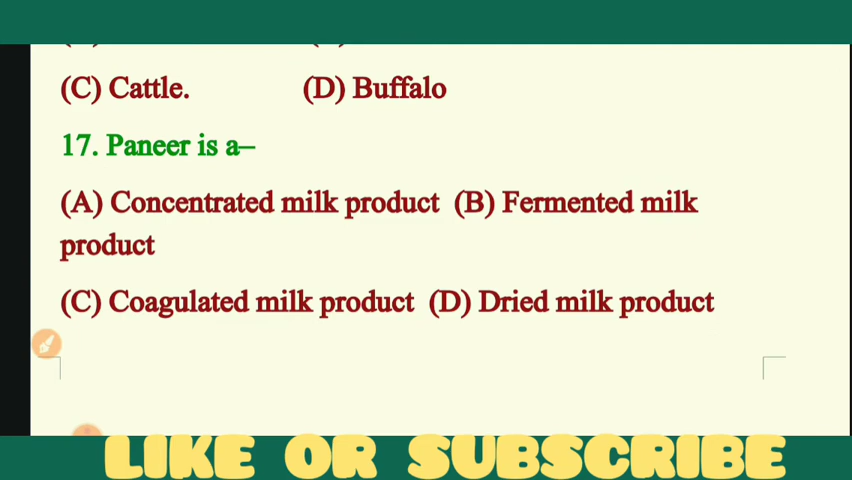 (C) Cattle. (D) Buffalo
17. Paneer is a–
(A) Concentrated milk product (B) Fermented milk
product
(C) Coagulated milk product (D) Dried milk product
LIKE OR SUBSCRIBE